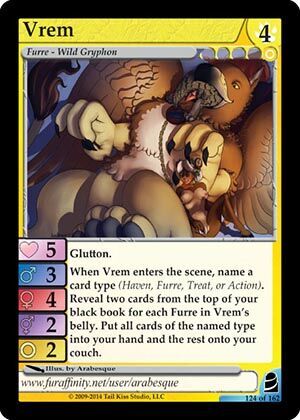 Vrem
4
Furre - Wild Gryphon
5
3
4
2
2
Glutton.
When Vrem enters the scene, name a
card type (Haven, Furre, Treat, or Action).
Reveal two cards from the top of your
black book for each Furre in Vrem's
belly. Put all cards of the named type
into your hand and the rest onto your
couch.
Illus. by Arabesque
www.furaffinity.net/user/arabesque
124 of 162
© 2009-2014 Tail Kiss Studio, LLC